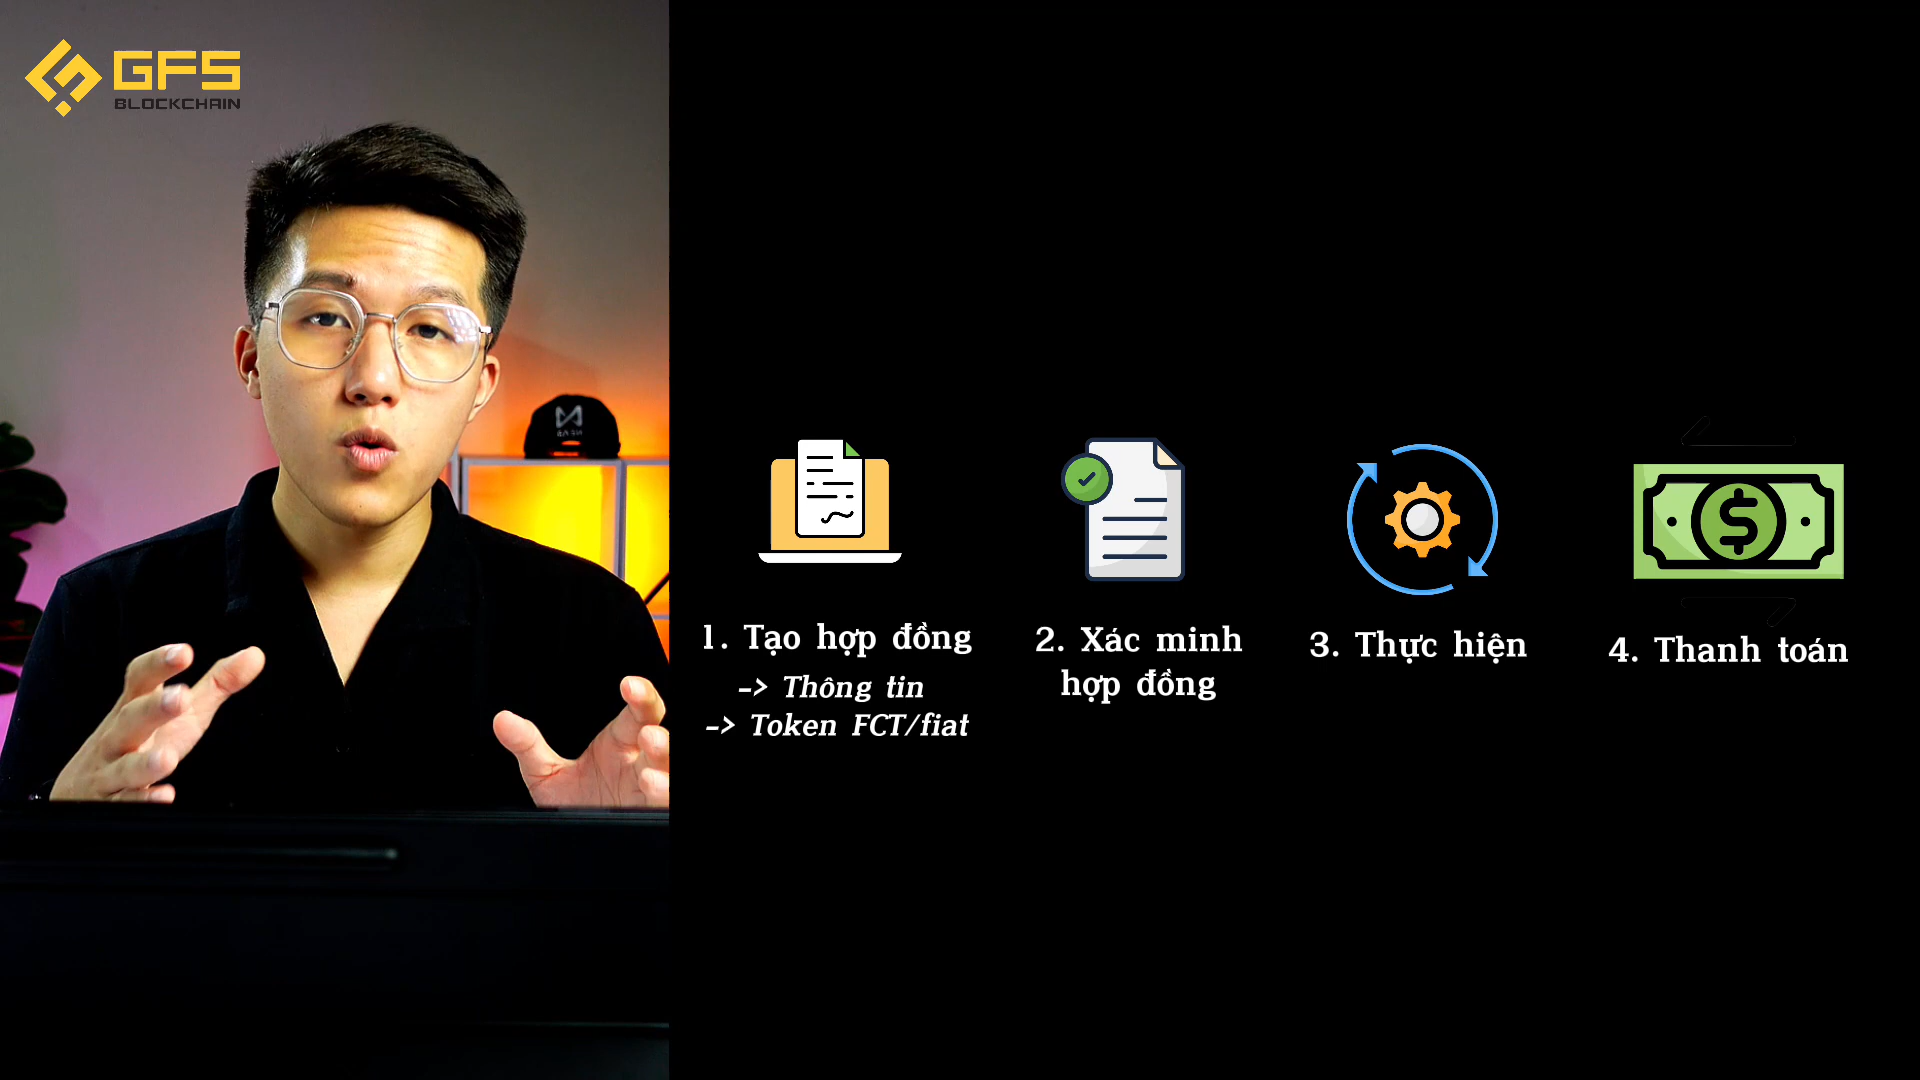 GFS
BLOCKCHAIN
1. Tạo hợp đồng
-> Thông tin
-> Token FCT/fiat
2. Xác minh
hợp đồng
3. Thực hiện
4. Thanh toán